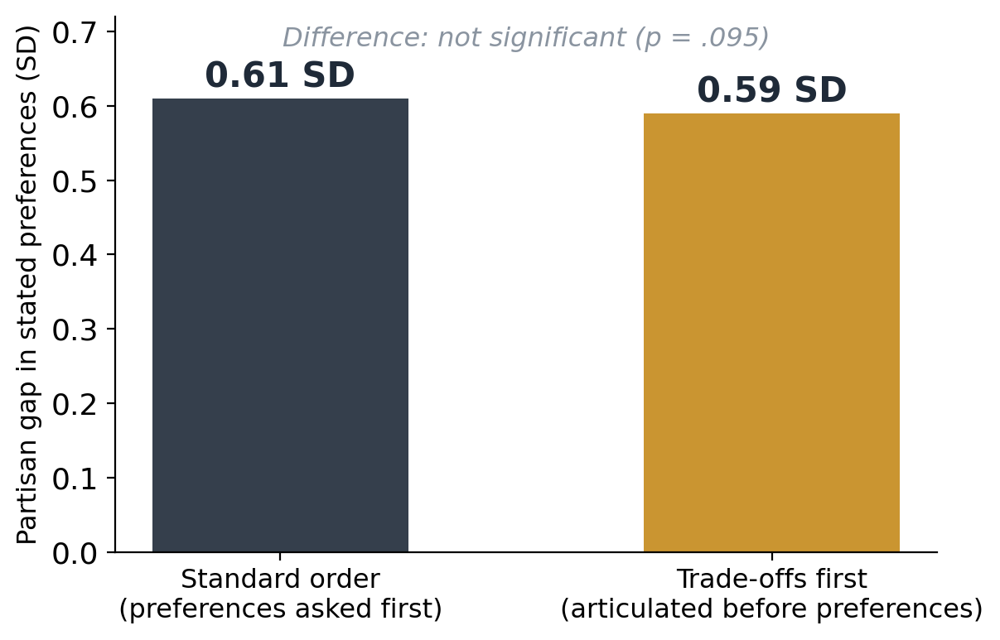 Difference: not significant (p = .095)
0.61 SD
0.59 SD
Partisan gap in stated preferences (SD)
0.7
0.6
0.5
0.4
0.3
0.2
0.1
0.0
Standard order
(preferences asked first)
Trade-offs first
(articulated before preferences)